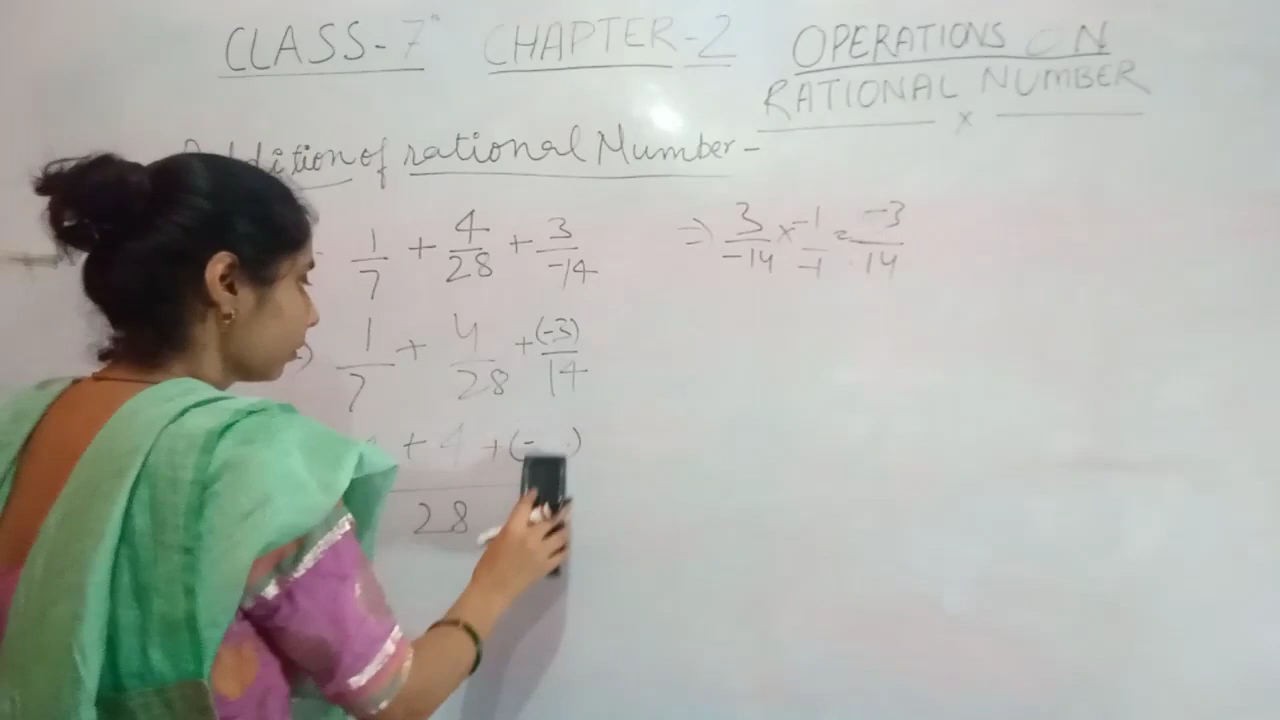 CLASS-7 CHAPTER-2 OPERATIONS ON
RATIONAL NUMBER
of rational Number -
1/7 + 4/28 + 3/-14 ⇒ 3/-14 × -1/-1 = -3/14
1/7 + 4/28 + (-3)/14
+ 4 + (-
28